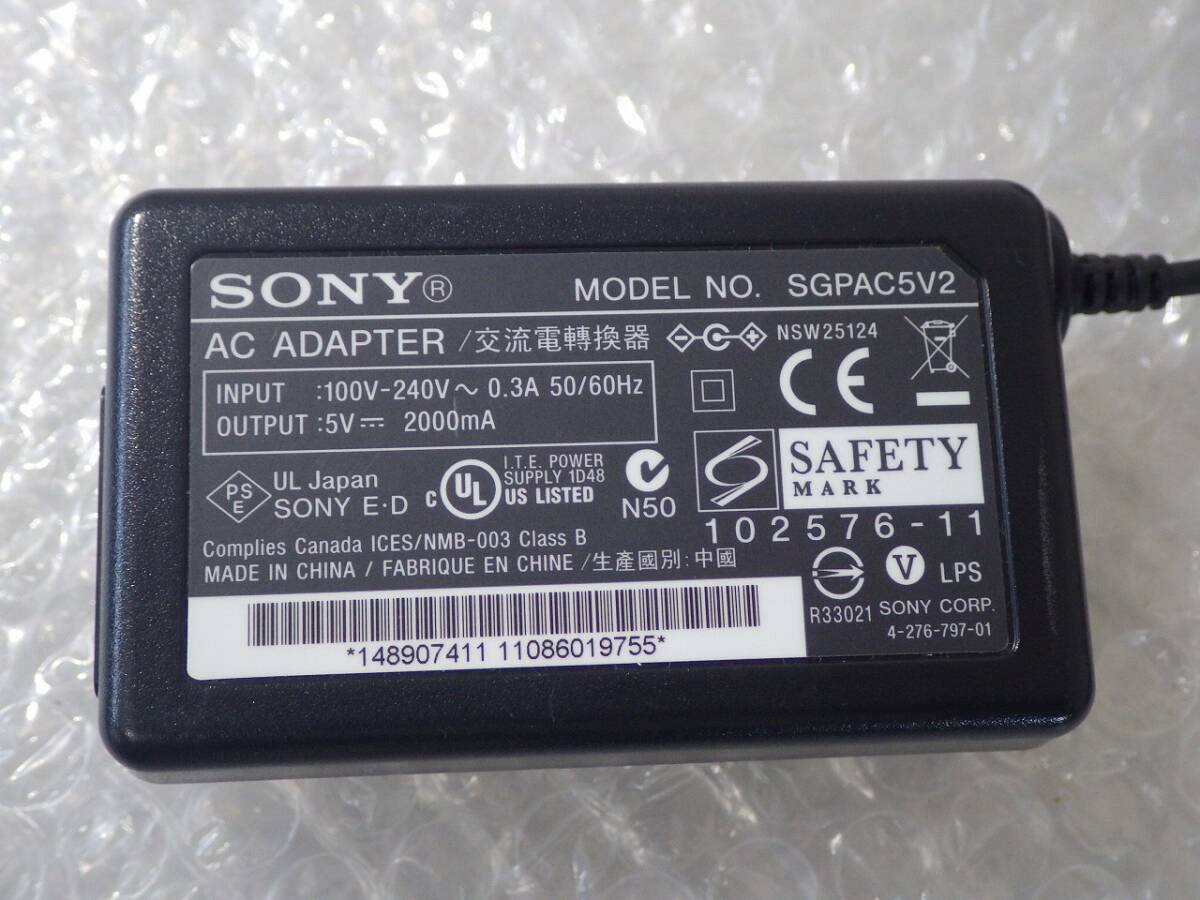 SONY® MODEL NO. SGPAC5V2
AC ADAPTER /交流電轉換器 NSW25124
INPUT :100V-240V～ 0.3A 50/60Hz
OUTPUT :5V⎓ 2000mA
CE
PS E UL Japan
SONY E·D
C UL US LISTED
I.T.E. POWER
SUPPLY 1D48
N50
S SAFETY
MARK
102576-11
Complies Canada ICES/NMB-003 Class B
MADE IN CHINA / FABRIQUE EN CHINE /生產國別: 中國
R33021
V LPS
SONY CORP.
4-276-797-01
*148907411 11086019755*